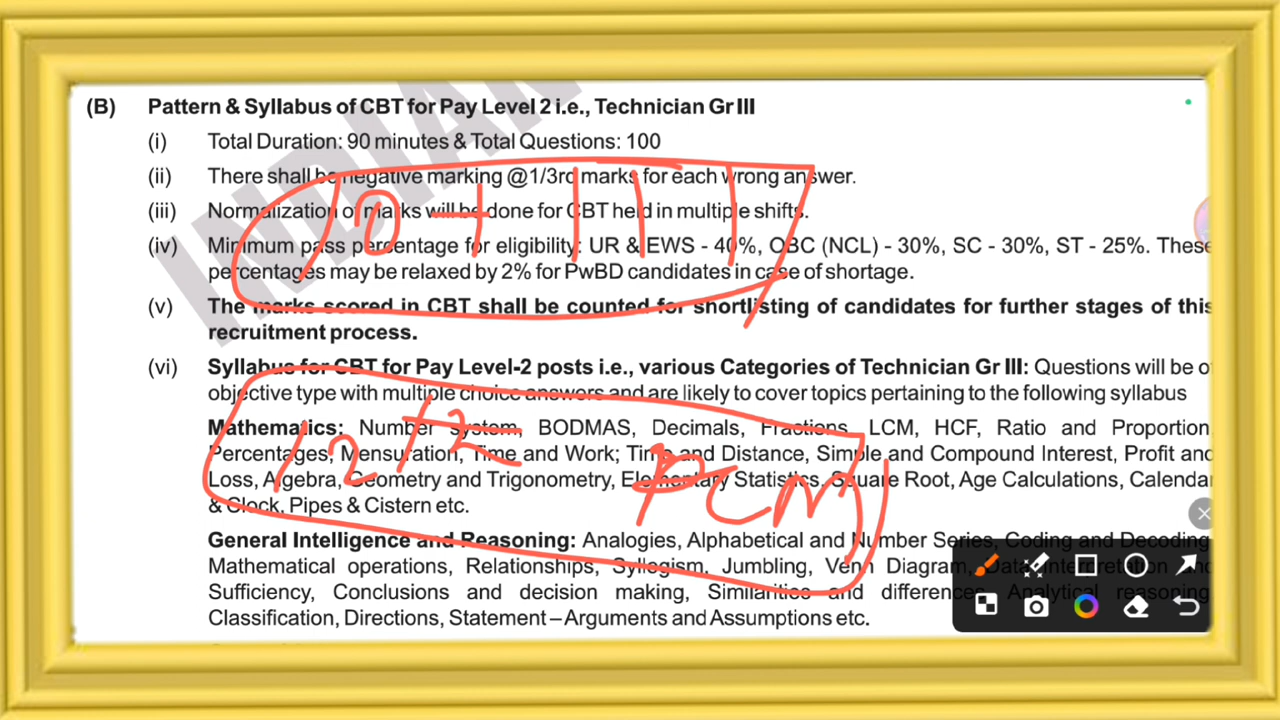 (B) Pattern & Syllabus of CBT for Pay Level 2 i.e., Technician Gr III
(i) Total Duration: 90 minutes & Total Questions: 100
(ii) There shall be negative marking @1/3rd marks for each wrong answer.
(iii) Normalization of marks will be done for CBT held in multiple shifts.
(iv) Minimum pass percentage for eligibility: UR & EWS - 40%, OBC (NCL) - 30%, SC - 30%, ST - 25%. These
percentages may be relaxed by 2% for PwBD candidates in case of shortage.
(v) The marks scored in CBT shall be counted for shortlisting of candidates for further stages of this
recruitment process.
(vi) Syllabus for CBT for Pay Level-2 posts i.e., various Categories of Technician Gr III: Questions will be o
objective type with multiple choice answers and are likely to cover topics pertaining to the following syllabus
Mathematics: Number system, BODMAS, Decimals, Fractions, LCM, HCF, Ratio and Proportion
Percentages, Mensuration, Time and Work; Time and Distance, Simple and Compound Interest, Profit and
Loss, Algebra, Geometry and Trigonometry, Elementary Statistics, Square Root, Age Calculations, Calendar
& Clock, Pipes & Cistern etc.
12th PCM
General Intelligence and Reasoning: Analogies, Alphabetical and Number Series, Coding and Decoding
Mathematical operations, Relationships, Syllogism, Jumbling, Venn Diagram, Data Interpretation and
Sufficiency, Conclusions and decision making, Similarities and differences, Analytical reasoning,
Classification, Directions, Statement – Arguments and Assumptions etc.
INDIAN